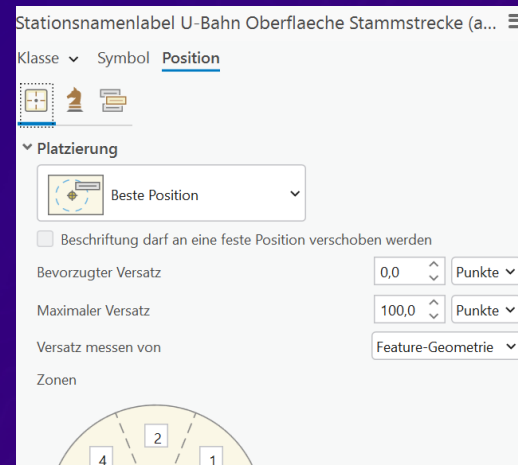 Stationsnamenlabel U-Bahn Oberflaeche Stammstrecke (a...
Klasse Symbol Position
Platzierung
Beste Position
Beschriftung darf an eine feste Position verschoben werden
Bevorzugter Versatz 0,0 Punkte
Maximaler Versatz 100,0 Punkte
Versatz messen von Feature-Geometrie
Zonen
2
4 1